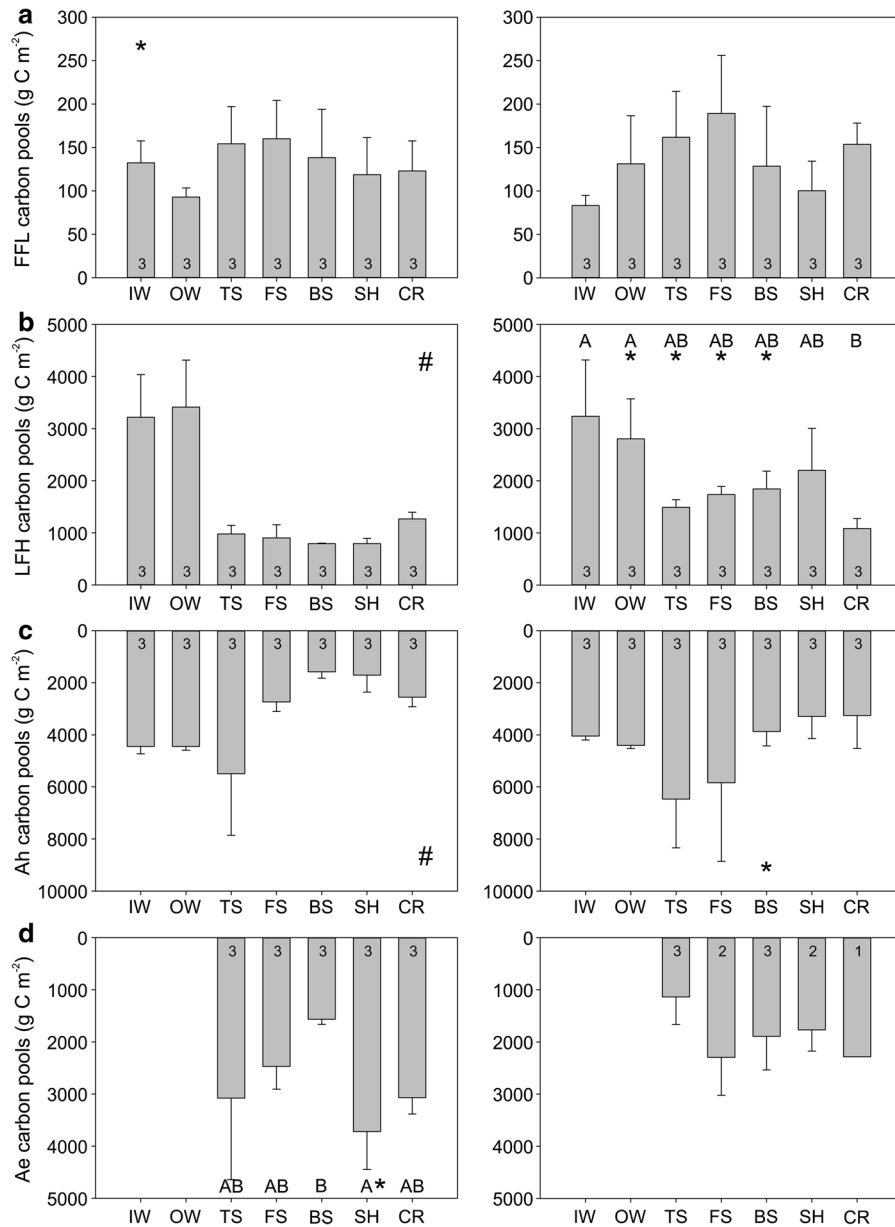 a
FFL carbon pools (g C m-2)
300 300
250 * 250
200 200
150 150
100 100
50 50
0 3 3 3 3 3 3 3 0 3 3 3 3 3 3 3
IW OW TS FS BS SH CR IW OW TS FS BS SH CR
b
LFH carbon pools (g C m-2)
5000 5000 A A AB AB AB AB B
# * * * *
4000 4000
3000 3000
2000 2000
1000 1000
3 3 3 3 3 3 3 3 3 3 3 3 3 3
0 0
IW OW TS FS BS SH CR IW OW TS FS BS SH CR
c
Ah carbon pools (g C m-2)
0 3 3 3 3 3 3 3 0 3 3 3 3 3 3 3
2000 2000
4000 4000
6000 6000
8000 8000
# *
10000 10000
IW OW TS FS BS SH CR IW OW TS FS BS SH CR
d
Ae carbon pools (g C m-2)
0 3 3 3 3 3 0 3 2 3 2 1
1000 1000
2000 2000
3000 3000
4000 4000
AB AB B A* AB
5000 5000
IW OW TS FS BS SH CR IW OW TS FS BS SH CR